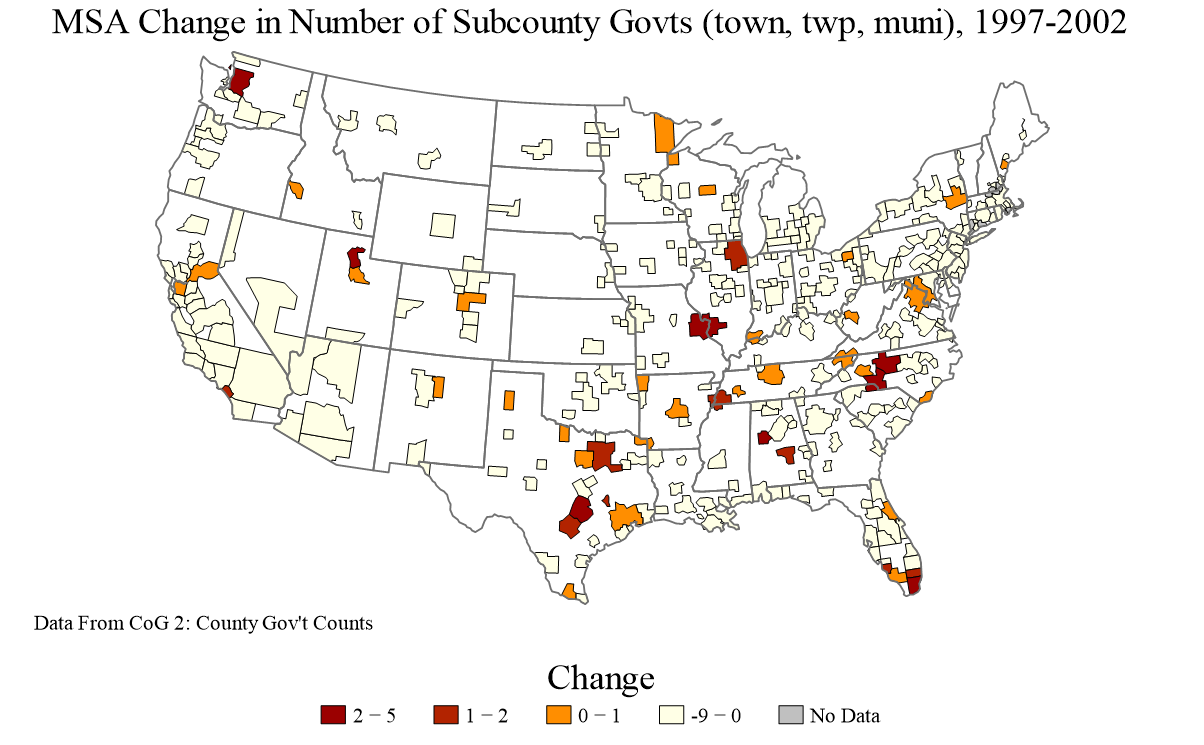 MSA Change in Number of Subcounty Govts (town, twp, muni), 1997-2002
Data From CoG 2: County Gov't Counts
Change
2 − 5 1 − 2 0 − 1 -9 − 0 No Data